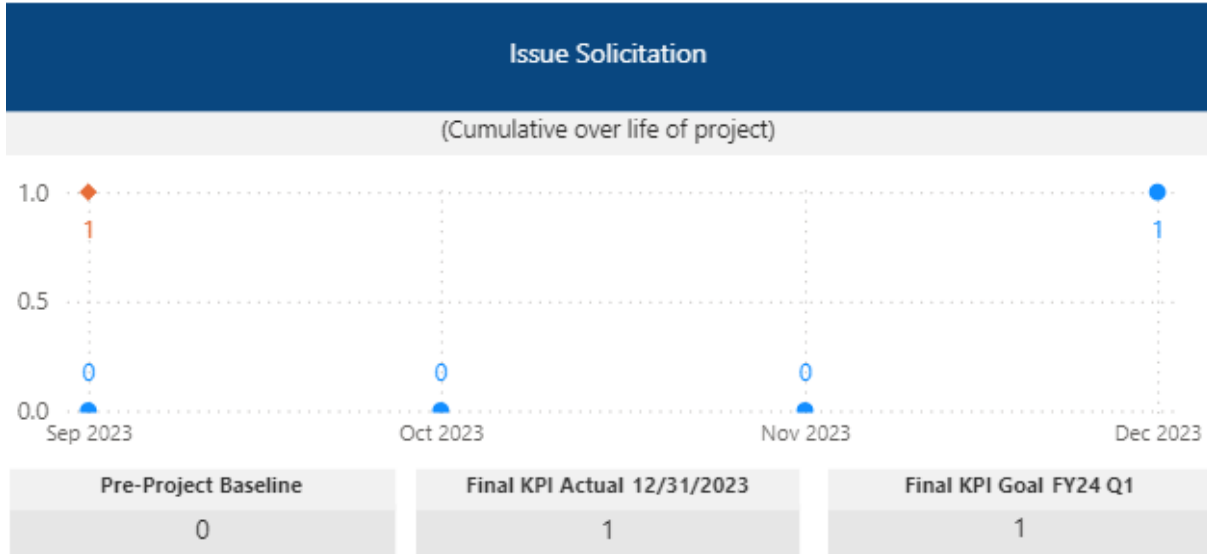 Issue Solicitation
(Cumulative over life of project)
1.0
1
1
0.5
0 0 0
0.0
Sep 2023 Oct 2023 Nov 2023 Dec 2023
Pre-Project Baseline Final KPI Actual 12/31/2023 Final KPI Goal FY24 Q1
0 1 1